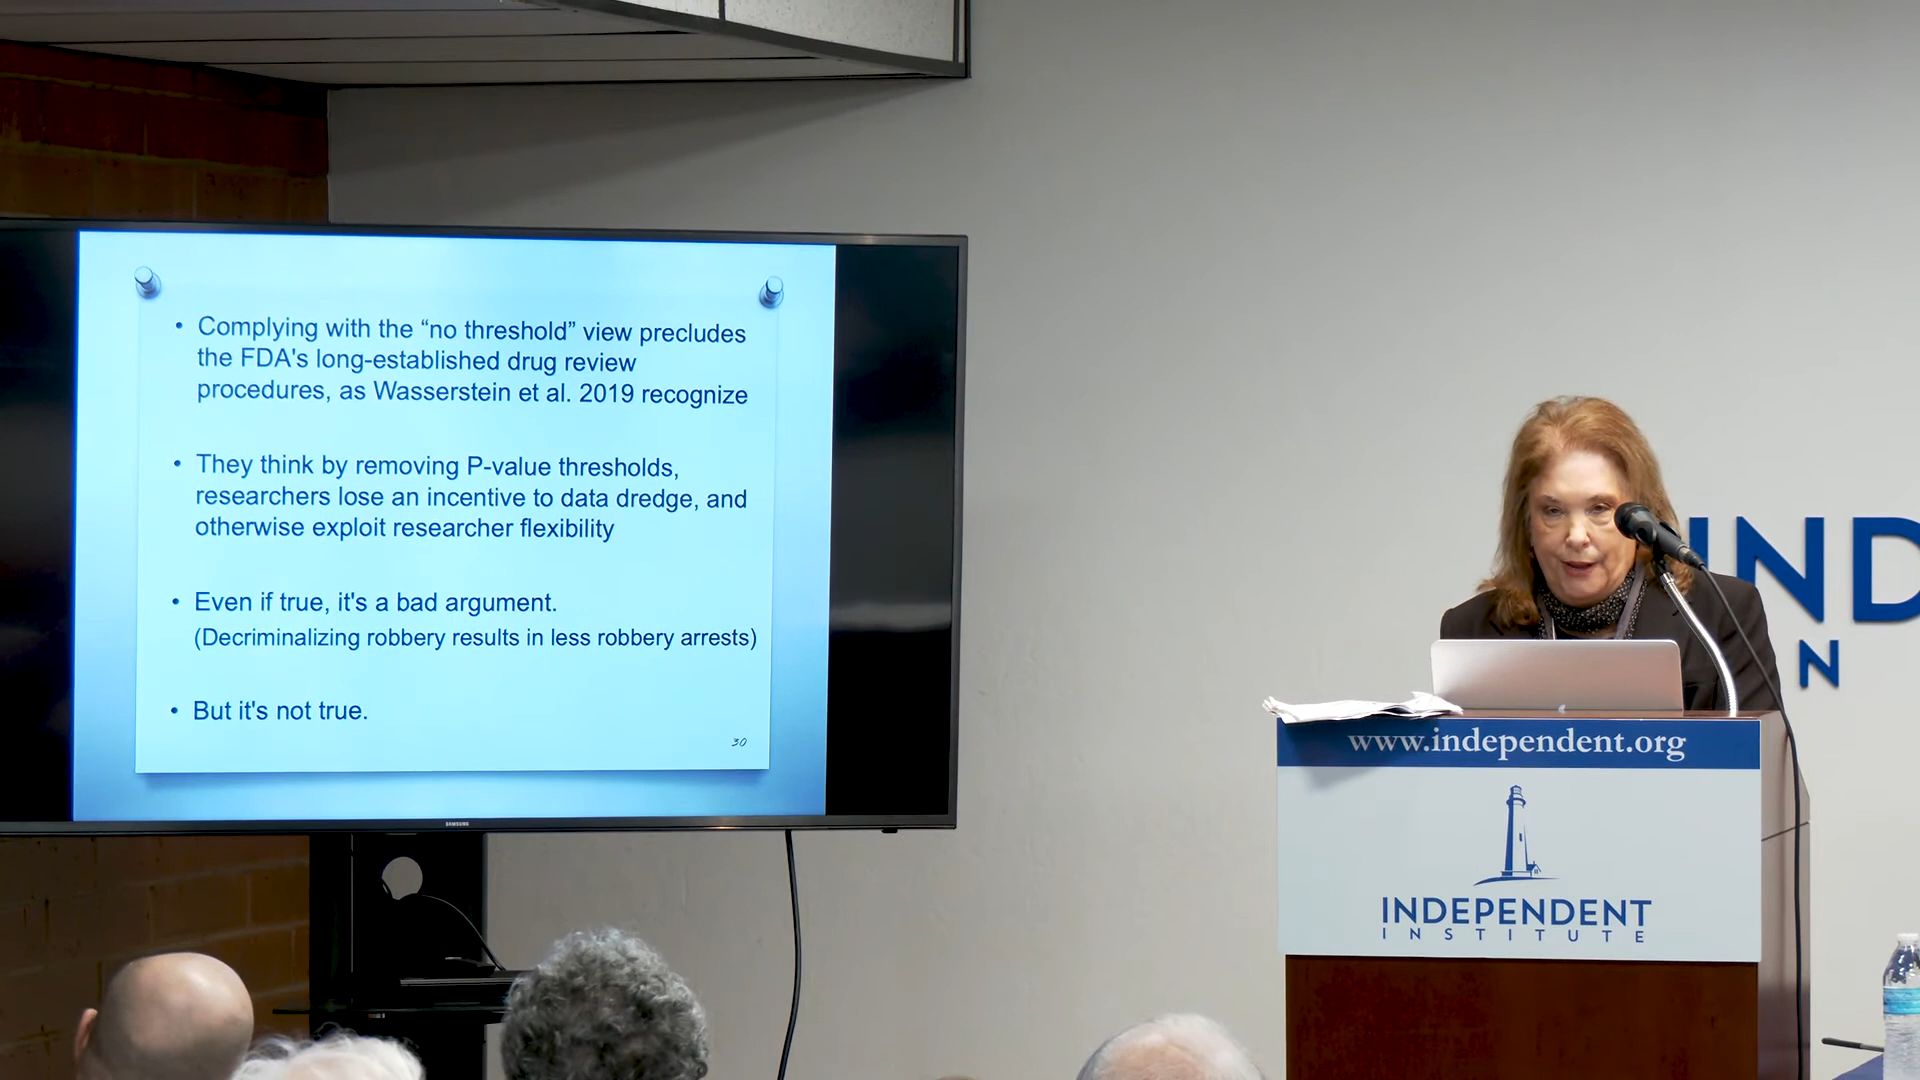 • Complying with the “no threshold” view precludes
the FDA's long-established drug review
procedures, as Wasserstein et al. 2019 recognize
• They think by removing P-value thresholds,
researchers lose an incentive to data dredge, and
otherwise exploit researcher flexibility
• Even if true, it's a bad argument.
(Decriminalizing robbery results in less robbery arrests)
• But it's not true.
30
SAMSUNG
IND
N
www.independent.org
INDEPENDENT
INSTITUTE